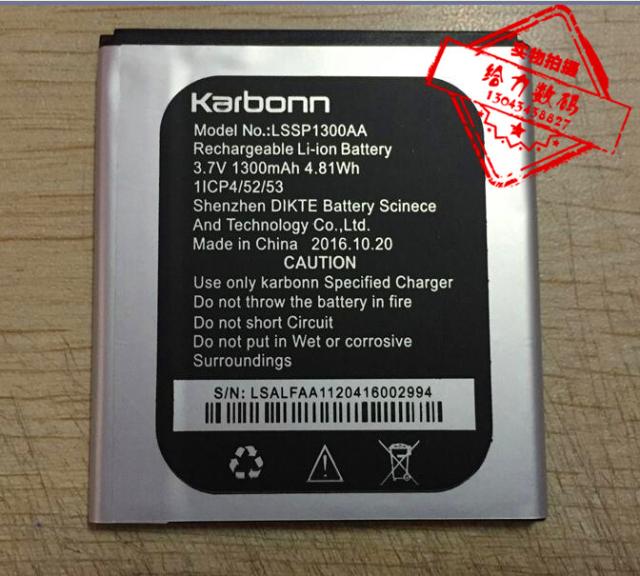 Karbonn
Model No.:LSSP1300AA
Rechargeable Li-ion Battery
3.7V 1300mAh 4.81Wh
1ICP4/52/53
Shenzhen DIKTE Battery Scinece
And Technology Co.,Ltd.
Made in China 2016.10.20
CAUTION
Use only karbonn Specified Charger
Do not throw the battery in fire
Do not short Circuit
Do not put in Wet or corrosive
Surroundings
S/N: LSALFAA1120416002994
实物拍摄
给力数码
13043438827